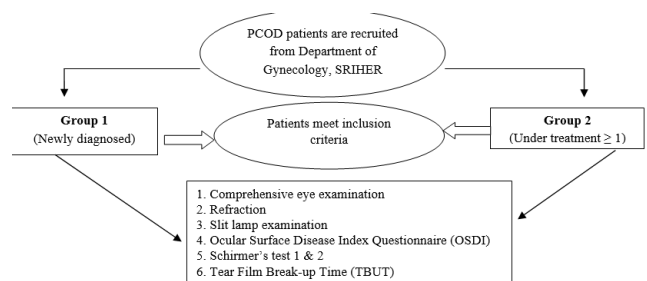 PCOD patients are recruited
from Department of
Gynecology, SRIHER
Group 1
(Newly diagnosed)
Patients meet inclusion
criteria
Group 2
(Under treatment ≥ 1)
1. Comprehensive eye examination
2. Refraction
3. Slit lamp examination
4. Ocular Surface Disease Index Questionnaire (OSDI)
5. Schirmer's test 1 & 2
6. Tear Film Break-up Time (TBUT)